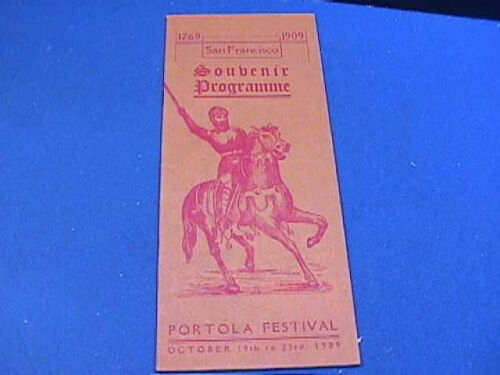 1769 1909
San Francisco
Souvenir
Programme
PORTOLA FESTIVAL
OCTOBER 19th to 23rd, 1909